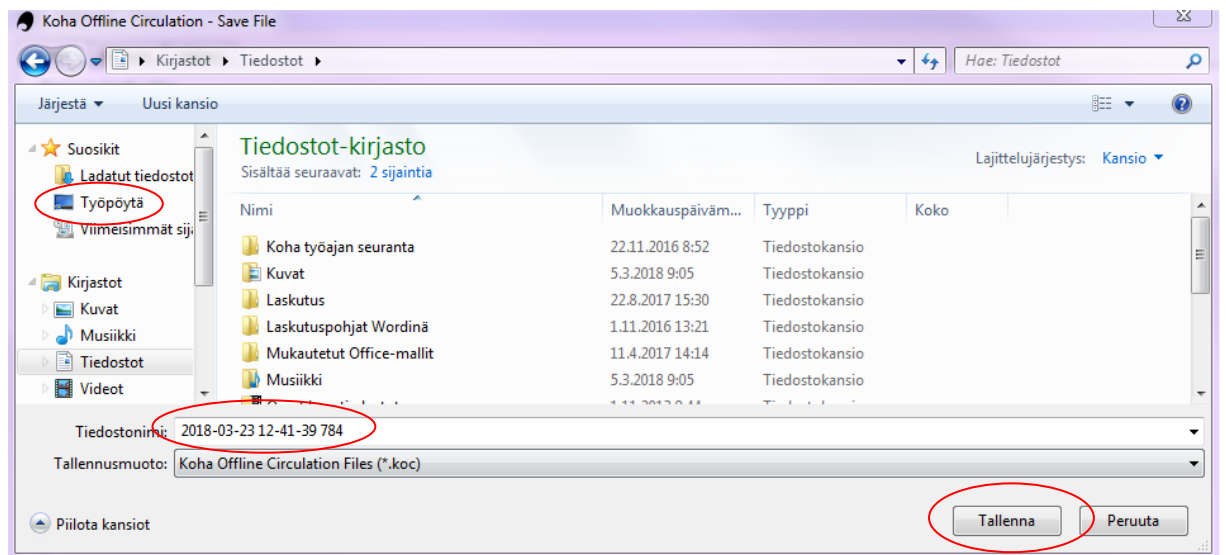 Koha Offline Circulation - Save File
Kirjastot Tiedostot
Hae: Tiedostot
Järjestä Uusi kansio
Suosikit
Ladatut tiedostot
Työpöytä
Viimeisimmät sij
Kirjastot
Kuvat
Musiikki
Tiedostot
Videot
Tiedostot-kirjasto
Sisältää seuraavat: 2 sijaintia
Lajittelujärjestys: Kansio
Nimi Muokkauspäiväm... Tyyppi Koko
Koha työajan seuranta 22.11.2016 8:52 Tiedostokansio
Kuvat 5.3.2018 9:05 Tiedostokansio
Laskutus 22.8.2017 15:30 Tiedostokansio
Laskutuspohjat Wordinä 1.11.2016 13:21 Tiedostokansio
Mukautetut Office-mallit 11.4.2017 14:14 Tiedostokansio
Musiikki 5.3.2018 9:05 Tiedostokansio
Tiedostonimi: 2018-03-23 12-41-39 784
Tallennusmuoto: Koha Offline Circulation Files (*.koc)
Piilota kansiot
Tallenna Peruuta